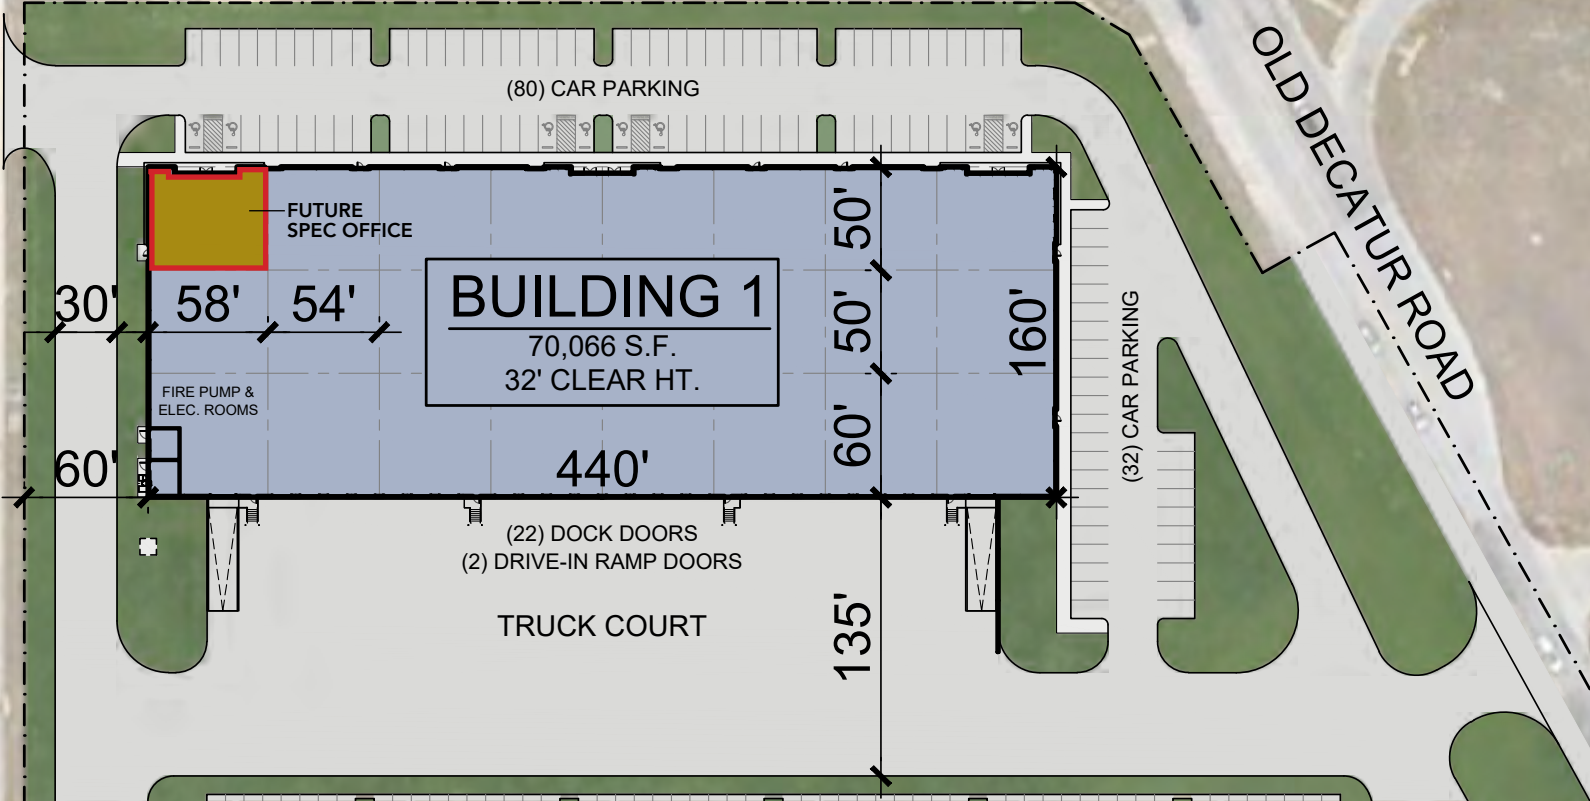 (80) CAR PARKING
OLD DECATUR ROAD
FUTURE
SPEC OFFICE
50'
30'
58'
54'
BUILDING 1
70,066 S.F.
32' CLEAR HT.
50'
160'
(32) CAR PARKING
FIRE PUMP &
ELEC. ROOMS
60'
440'
60'
(22) DOCK DOORS
(2) DRIVE-IN RAMP DOORS
TRUCK COURT
135'